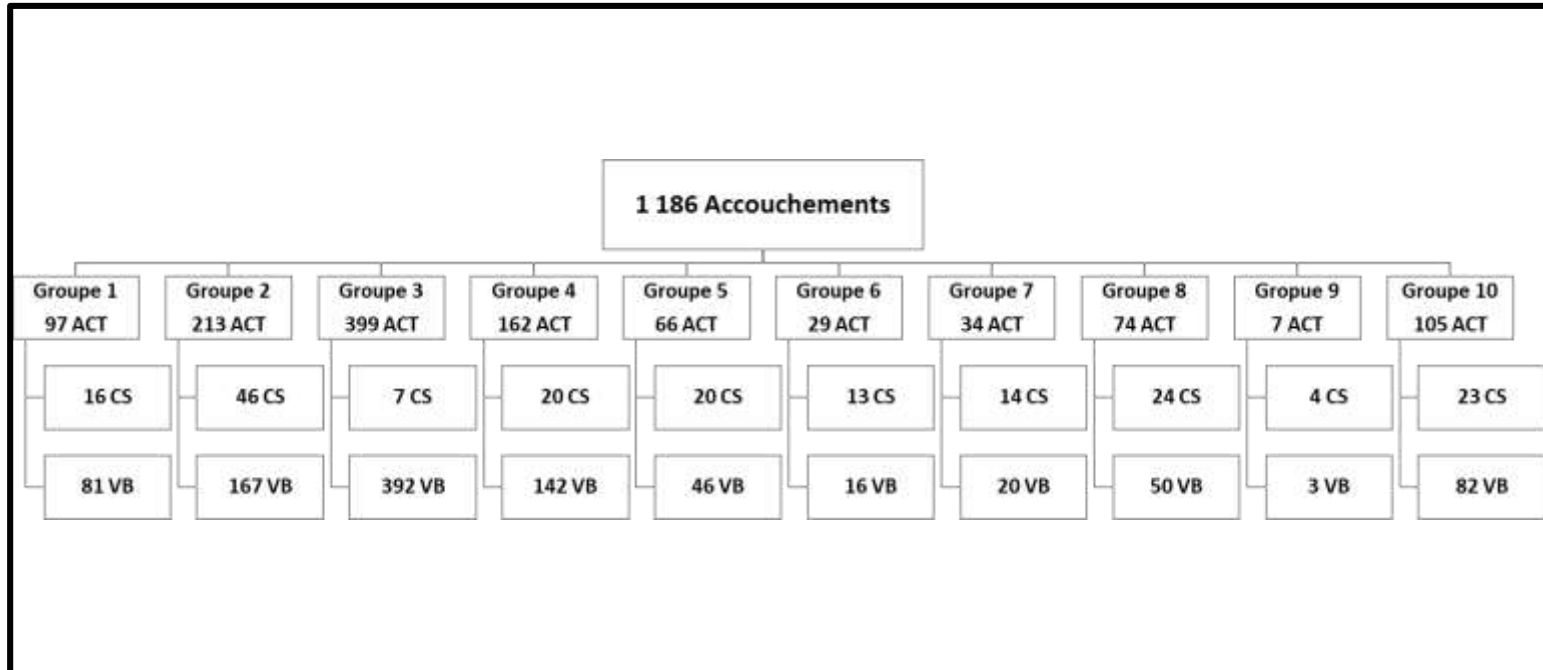 1 186 Accouchements
Groupe 1
97 ACT
Groupe 2
213 ACT
Groupe 3
399 ACT
Groupe 4
162 ACT
Groupe 5
66 ACT
Groupe 6
29 ACT
Groupe 7
34 ACT
Groupe 8
74 ACT
Gropue 9
7 ACT
Groupe 10
105 ACT
16 CS
46 CS
7 CS
20 CS
20 CS
13 CS
14 CS
24 CS
4 CS
23 CS
81 VB
167 VB
392 VB
142 VB
46 VB
16 VB
20 VB
50 VB
3 VB
82 VB